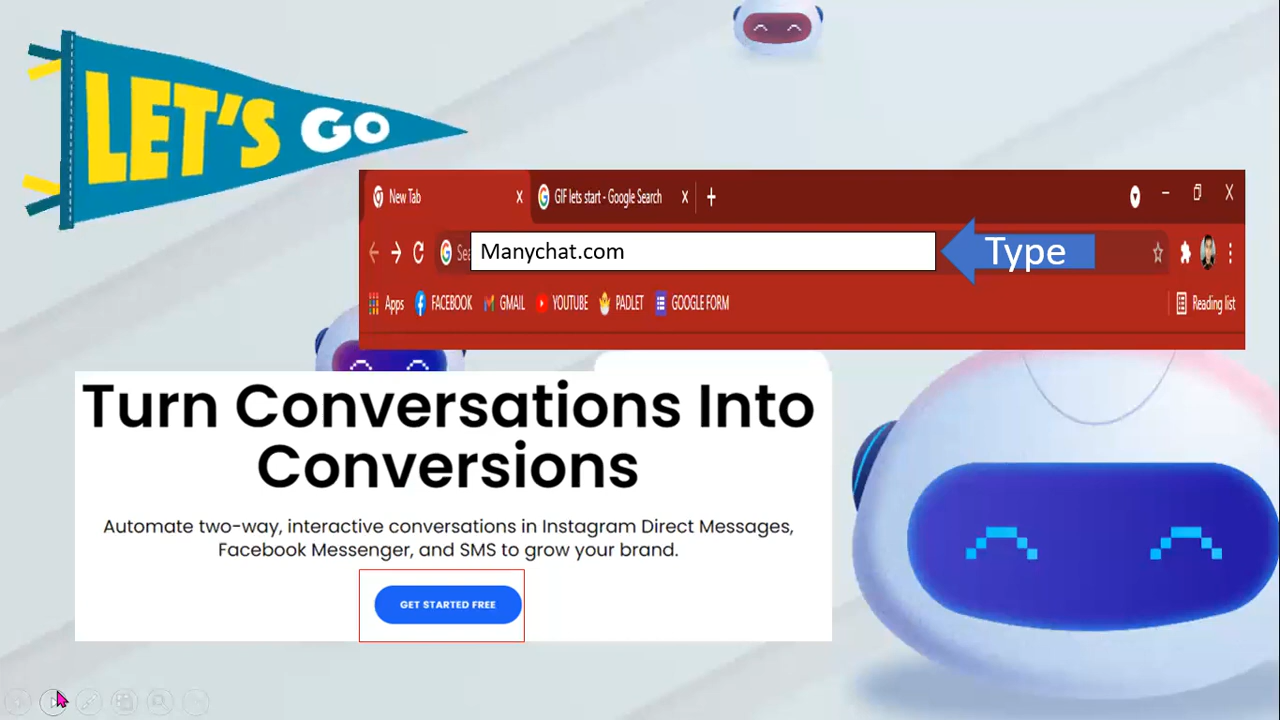 LET'S GO
New Tab
GIF lets start - Google Search
Sea
Manychat.com
Type
Apps
FACEBOOK
GMAIL
YOUTUBE
PADLET
GOOGLE FORM
Reading list
Turn Conversations Into
Conversions
Automate two-way, interactive conversations in Instagram Direct Messages,
Facebook Messenger, and SMS to grow your brand.
GET STARTED FREE